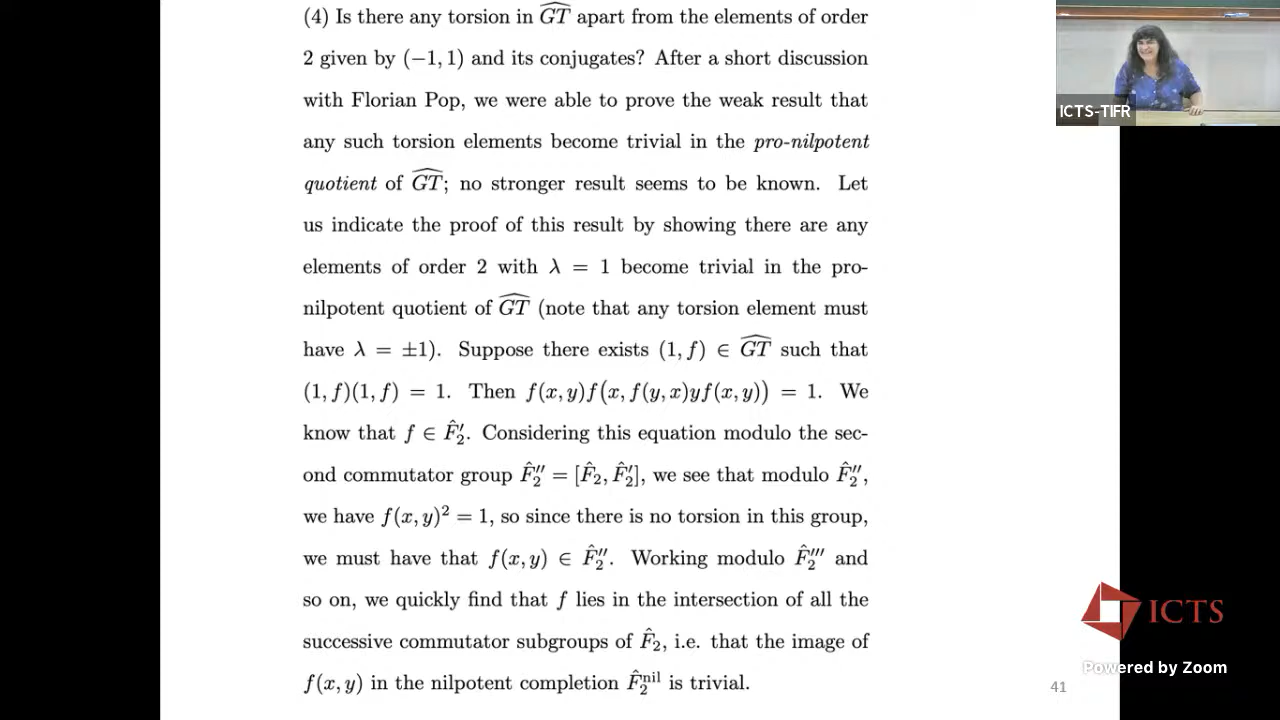 (4) Is there any torsion in $\widehat{GT}$ apart from the elements of order
2 given by (−1, 1) and its conjugates? After a short discussion
with Florian Pop, we were able to prove the weak result that
any such torsion elements become trivial in the pro-nilpotent
quotient of $\widehat{GT}$; no stronger result seems to be known. Let
us indicate the proof of this result by showing there are any
elements of order 2 with λ = 1 become trivial in the pro-
nilpotent quotient of $\widehat{GT}$ (note that any torsion element must
have λ = ±1). Suppose there exists (1, f) ∈ $\widehat{GT}$ such that
(1, f)(1, f) = 1. Then f(x, y)f(x, f(y, x)yf(x, y)) = 1. We
know that f ∈ $\hat{F}_2'$. Considering this equation modulo the sec-
ond commutator group $\hat{F}_2'' = [\hat{F}_2, \hat{F}_2']$, we see that modulo $\hat{F}_2''$,
we have f(x, y)² = 1, so since there is no torsion in this group,
we must have that f(x, y) ∈ $\hat{F}_2''$. Working modulo $\hat{F}_2'''$ and
so on, we quickly find that f lies in the intersection of all the
successive commutator subgroups of $\hat{F}_2$, i.e. that the image of
f(x, y) in the nilpotent completion $\hat{F}_2^{\text{nil}}$ is trivial.
ICTS-TIFR
ICTS
Powered by Zoom
41